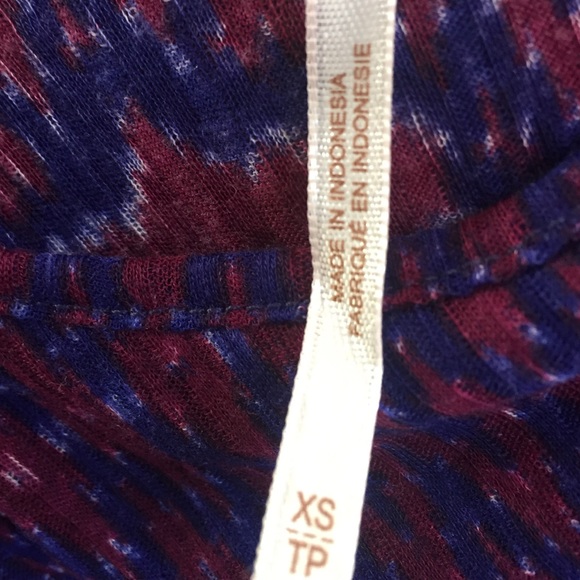 MADE IN INDONESIA
FABRIQUÉ EN INDONESIE
XS
TP